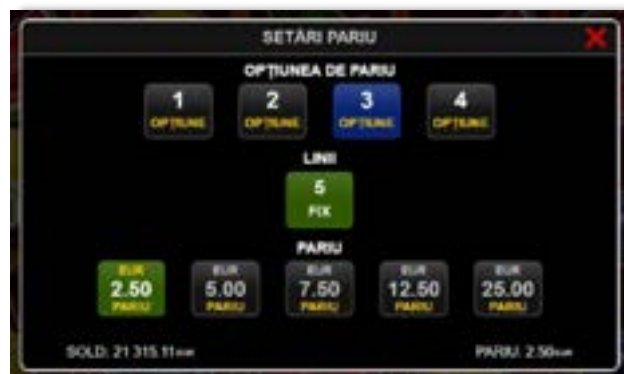 SETĂRI PARIU
OPȚIUNEA DE PARIU
1 2 3 4
OPȚIUNE OPȚIUNE OPȚIUNE OPȚIUNE
LINII
5
FIX
PARIU
EUR EUR EUR EUR EUR
2.50 5.00 7.50 12.50 25.00
PARIU PARIU PARIU PARIU PARIU
SOLD: 21 315.11 EUR PARIU: 2.50 EUR